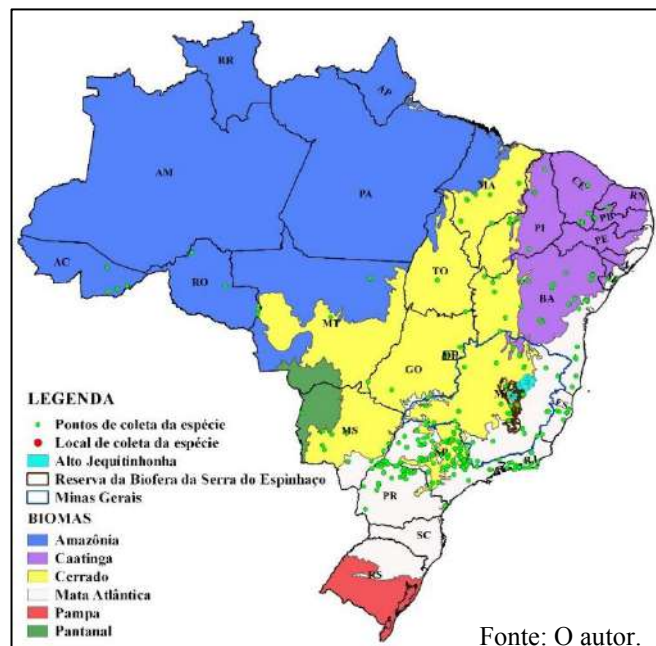 RR
AP
AM
PA
MA
CE
RN
PB
PE
PI
AC
RO
TO
BA
MT
GO
DF
MS
ES
SP
RJ
PR
SC
RS
LEGENDA
Pontos de coleta da espécie
Local de coleta da espécie
Alto Jequitinhonha
Reserva da Biofera da Serra do Espinhaço
Minas Gerais
BIOMAS
Amazônia
Caatinga
Cerrado
Mata Atlântica
Pampa
Pantanal
Fonte: O autor.